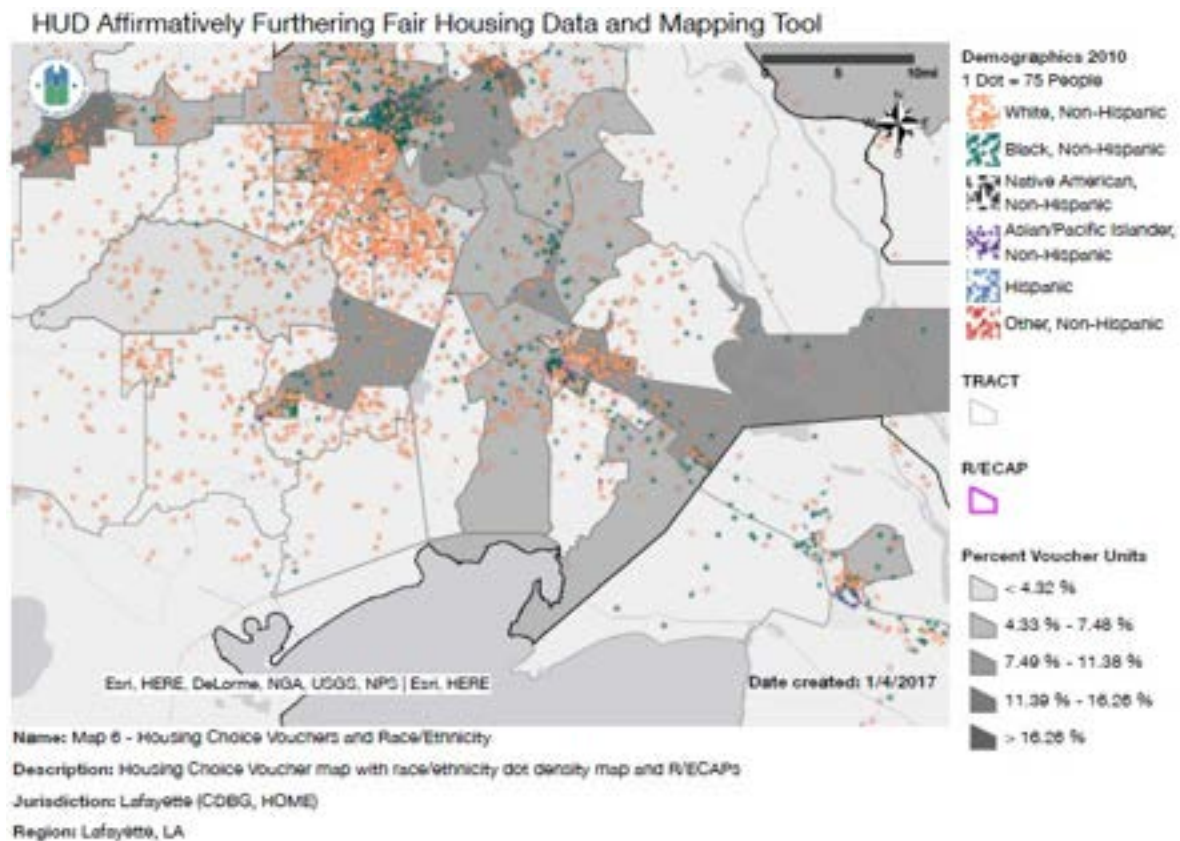 HUD Affirmatively Furthering Fair Housing Data and Mapping Tool
5 10mi
N
Demographics 2010
1 Dot = 75 People
White, Non-Hispanic
Black, Non-Hispanic
Native American,
Non-Hispanic
Asian/Pacific Islander,
Non-Hispanic
Hispanic
Other, Non-Hispanic
TRACT
R/ECAP
Percent Voucher Units
< 4.32 %
4.33 % - 7.48 %
7.49 % - 11.38 %
11.39 % - 16.26 %
> 16.26 %
Esri, HERE, DeLorme, NGA, USGS, NPS | Esri, HERE
Date created: 1/4/2017
Name: Map 6 - Housing Choice Vouchers and Race/Ethnicity
Description: Housing Choice Voucher map with race/ethnicity dot density map and R/ECAPs
Jurisdiction: Lafayette (CDBG, HOME)
Region: Lafayette, LA